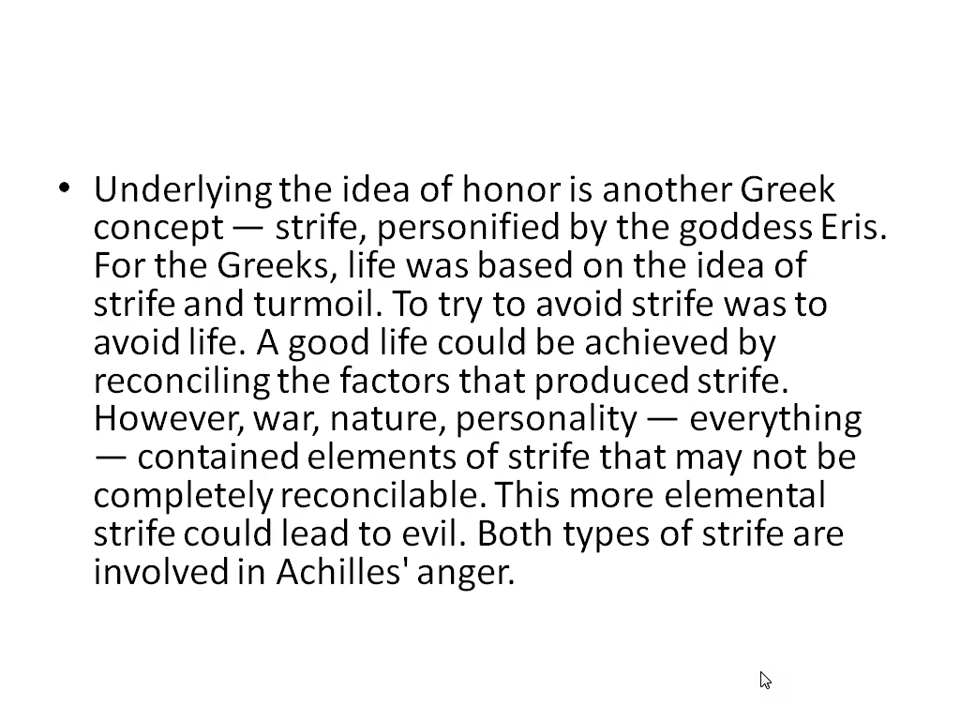 • Underlying the idea of honor is another Greek
concept — strife, personified by the goddess Eris.
For the Greeks, life was based on the idea of
strife and turmoil. To try to avoid strife was to
avoid life. A good life could be achieved by
reconciling the factors that produced strife.
However, war, nature, personality — everything
— contained elements of strife that may not be
completely reconcilable. This more elemental
strife could lead to evil. Both types of strife are
involved in Achilles' anger.